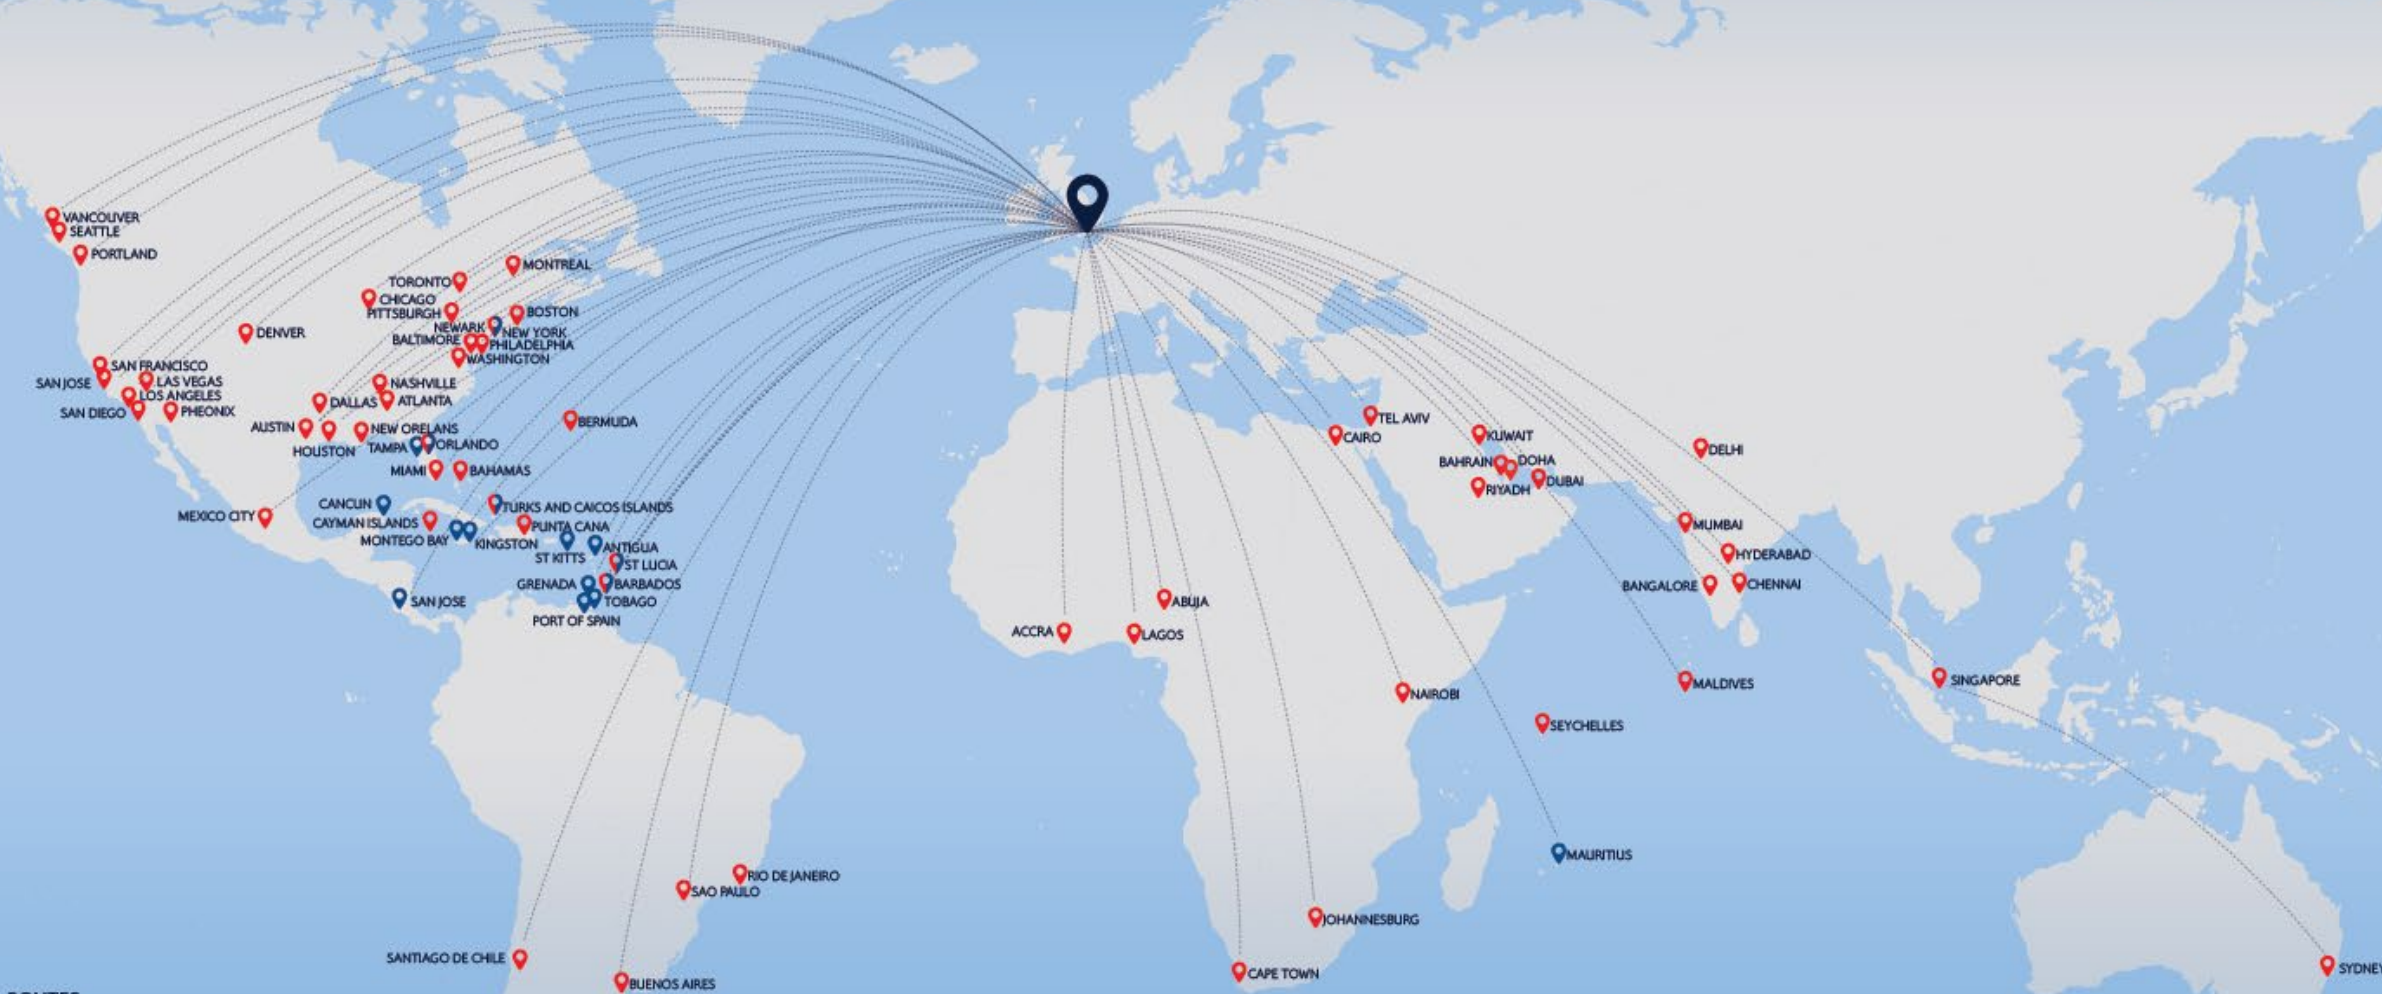 VANCOUVER
SEATTLE
PORTLAND
MONTREAL
TORONTO
CHICAGO
PITTSBURGH
BOSTON
NEWARK
NEW YORK
BALTIMORE
PHILADELPHIA
WASHINGTON
DENVER
SAN FRANCISCO
SAN JOSE
LAS VEGAS
LOS ANGELES
SAN DIEGO
PHEONIX
NASHVILLE
DALLAS
ATLANTA
AUSTIN
NEW ORELANS
HOUSTON
TAMPA
ORLANDO
BERMUDA
MIAMI
BAHAMAS
CANCUN
TURKS AND CAICOS ISLANDS
MEXICO CITY
CAYMAN ISLANDS
PUNTA CANA
MONTEGO BAY
KINGSTON
ANTIGUA
ST KITTS
ST LUCIA
GRENADA
BARBADOS
SAN JOSE
TOBAGO
PORT OF SPAIN
TEL AVIV
CAIRO
KUWAIT
DELHI
BAHRAIN
DOHA
DUBAI
RIYADH
MUMBAI
HYDERABAD
BANGALORE
CHENNAI
ABUJA
ACCRA
LAGOS
NAIROBI
MALDIVES
SINGAPORE
SEYCHELLES
MAURITIUS
RIO DE JANEIRO
SAO PAULO
JOHANNESBURG
SANTIAGO DE CHILE
CAPE TOWN
BUENOS AIRES
SYDNEY